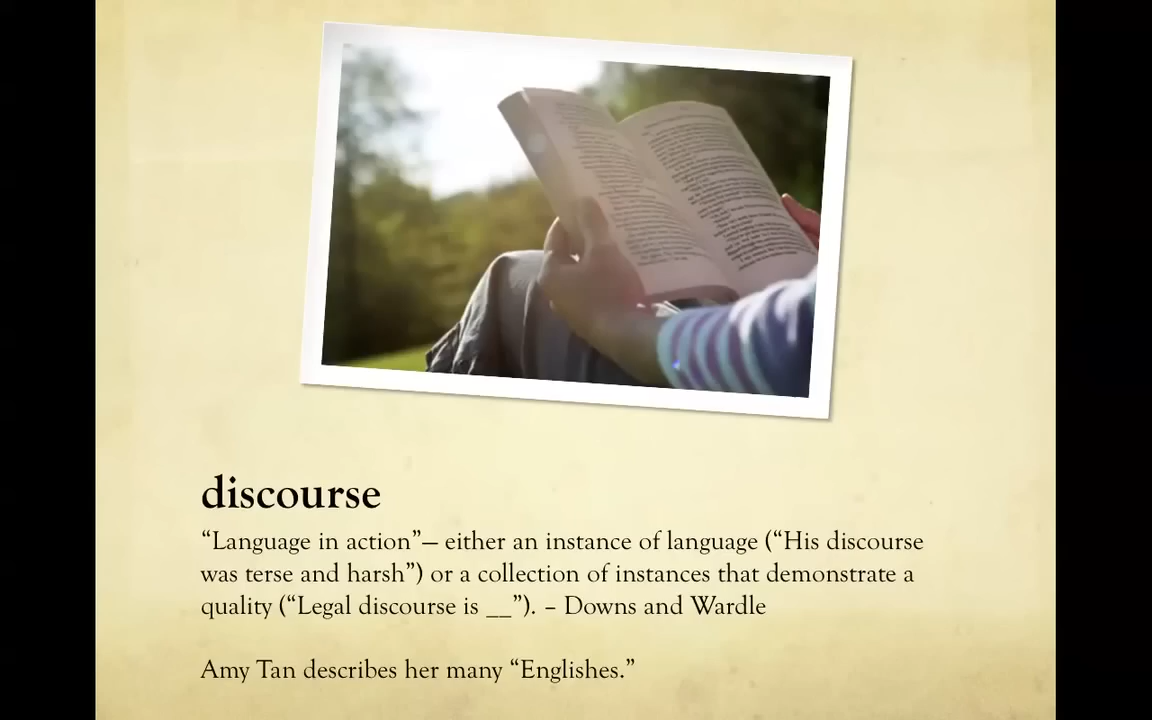 discourse
“Language in action”— either an instance of language (“His discourse
was terse and harsh”) or a collection of instances that demonstrate a
quality (“Legal discourse is __”). – Downs and Wardle
Amy Tan describes her many “Englishes.”